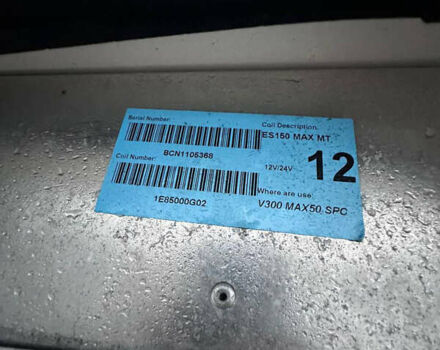 Serial Number:
Coil Description:
ES150 MAX MT
BCN1105368
Coil Number:
12V/24V
12
Where are use:
1E85000G02
V300 MAX50 SPC